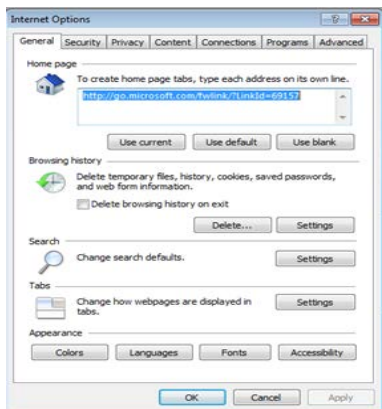 Internet Options
General Security Privacy Content Connections Programs Advanced
Home page
To create home page tabs, type each address on its own line.
http://go.microsoft.com/fwlink/?LinkId=69157
Use current Use default Use blank
Browsing history
Delete temporary files, history, cookies, saved passwords,
and web form information.
Delete browsing history on exit
Delete... Settings
Search
Change search defaults. Settings
Tabs
Change how webpages are displayed in Settings
tabs.
Appearance
Colors Languages Fonts Accessibility
OK Cancel Apply